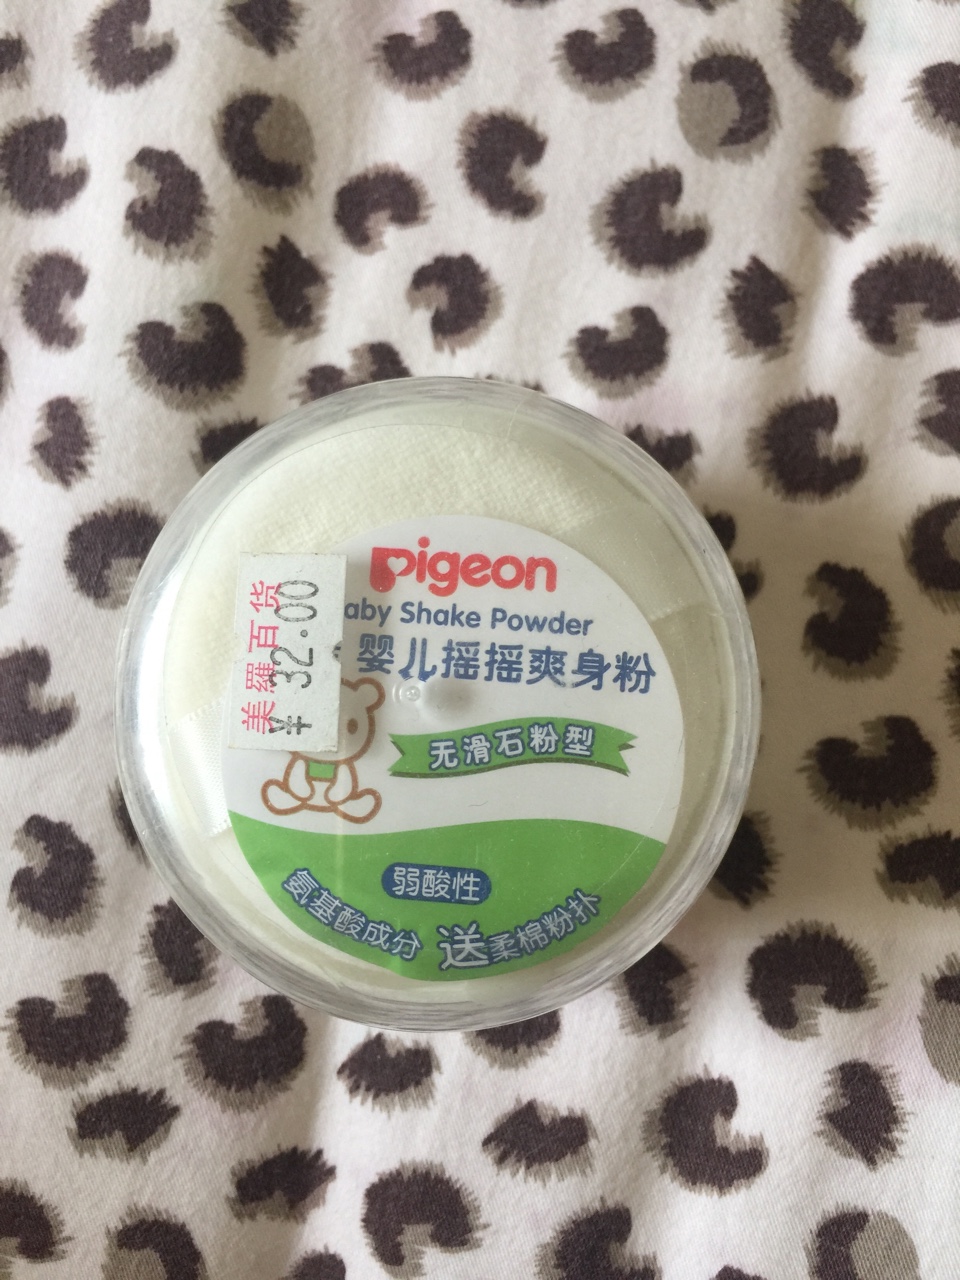 pigeon
aby Shake Powder
婴儿摇摇爽身粉
无滑石粉型
弱酸性
氨基酸成分 送柔棉粉扑
美羅百货
¥ 32.00